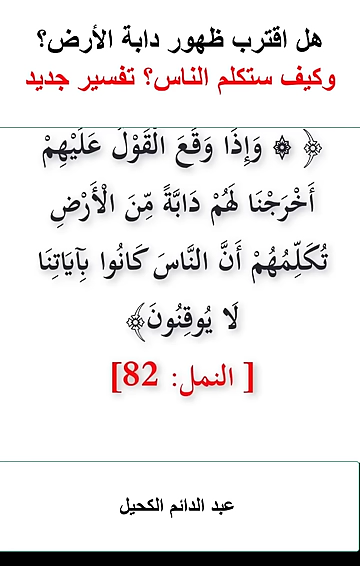 هل اقترب ظهور دابة الأرض؟
وكيف ستكلم الناس؟ تفسير جديد
﴿ ۞ وَإِذَا وَقَعَ الْقَوْلُ عَلَيْهِمْ
أَخْرَجْنَا لَهُمْ دَابَّةً مِّنَ الْأَرْضِ
تُكَلِّمُهُمْ أَنَّ النَّاسَ كَانُوا بِآيَاتِنَا
لَا يُوقِنُونَ﴾
[ النمل: 82]
عبد الدائم الكحيل